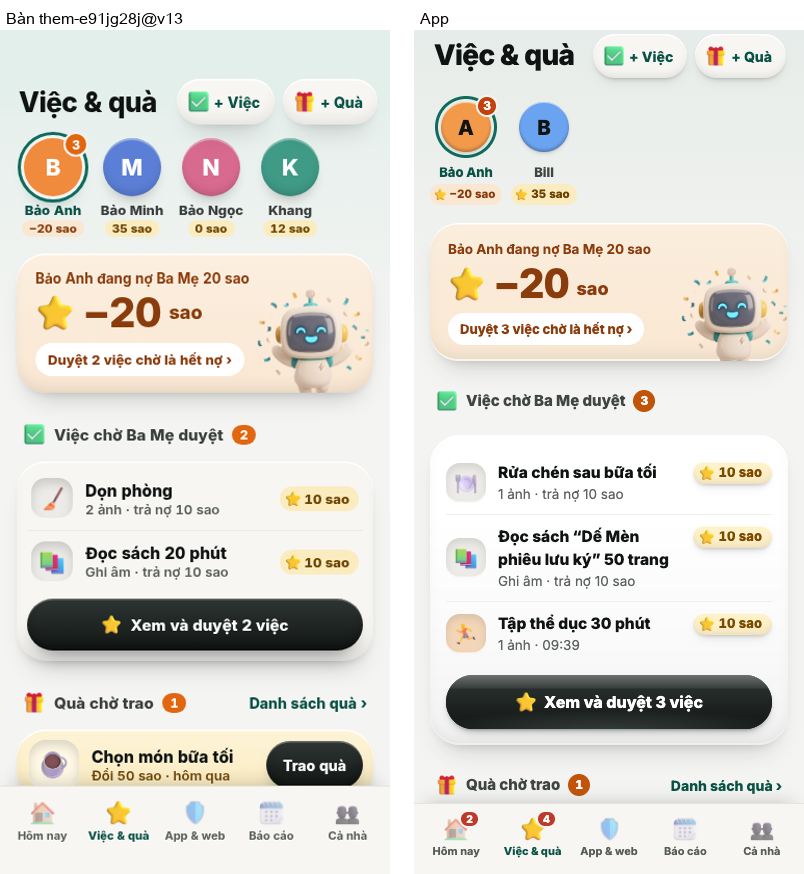 Bàn them-e91jg28j@v13
Việc & quà
+ Việc
+ Quà
B
3
M
N
K
Bảo Anh
Bảo Minh
Bảo Ngọc
Khang
−20 sao
35 sao
0 sao
12 sao
Bảo Anh đang nợ Ba Mẹ 20 sao
−20 sao
Duyệt 2 việc chờ là hết nợ ›
Việc chờ Ba Mẹ duyệt 2
Dọn phòng
2 ảnh · trả nợ 10 sao
10 sao
Đọc sách 20 phút
Ghi âm · trả nợ 10 sao
10 sao
Xem và duyệt 2 việc
Quà chờ trao 1
Danh sách quà ›
Chọn món bữa tối
Đổi 50 sao · hôm qua
Trao quà
Hôm nay
Việc & quà
App & web
Báo cáo
Cả nhà
App
Việc & quà
+ Việc
+ Quà
A
3
B
Bảo Anh
Bill
−20 sao
35 sao
Bảo Anh đang nợ Ba Mẹ 20 sao
−20 sao
Duyệt 3 việc chờ là hết nợ ›
Việc chờ Ba Mẹ duyệt 3
Rửa chén sau bữa tối
1 ảnh · trả nợ 10 sao
10 sao
Đọc sách “Dế Mèn
phiêu lưu ký” 50 trang
Ghi âm · trả nợ 10 sao
10 sao
Tập thể dục 30 phút
1 ảnh · 09:39
10 sao
Xem và duyệt 3 việc
Quà chờ trao 1
Danh sách quà ›
2
4
Hôm nay
Việc & quà
App & web
Báo cáo
Cả nhà